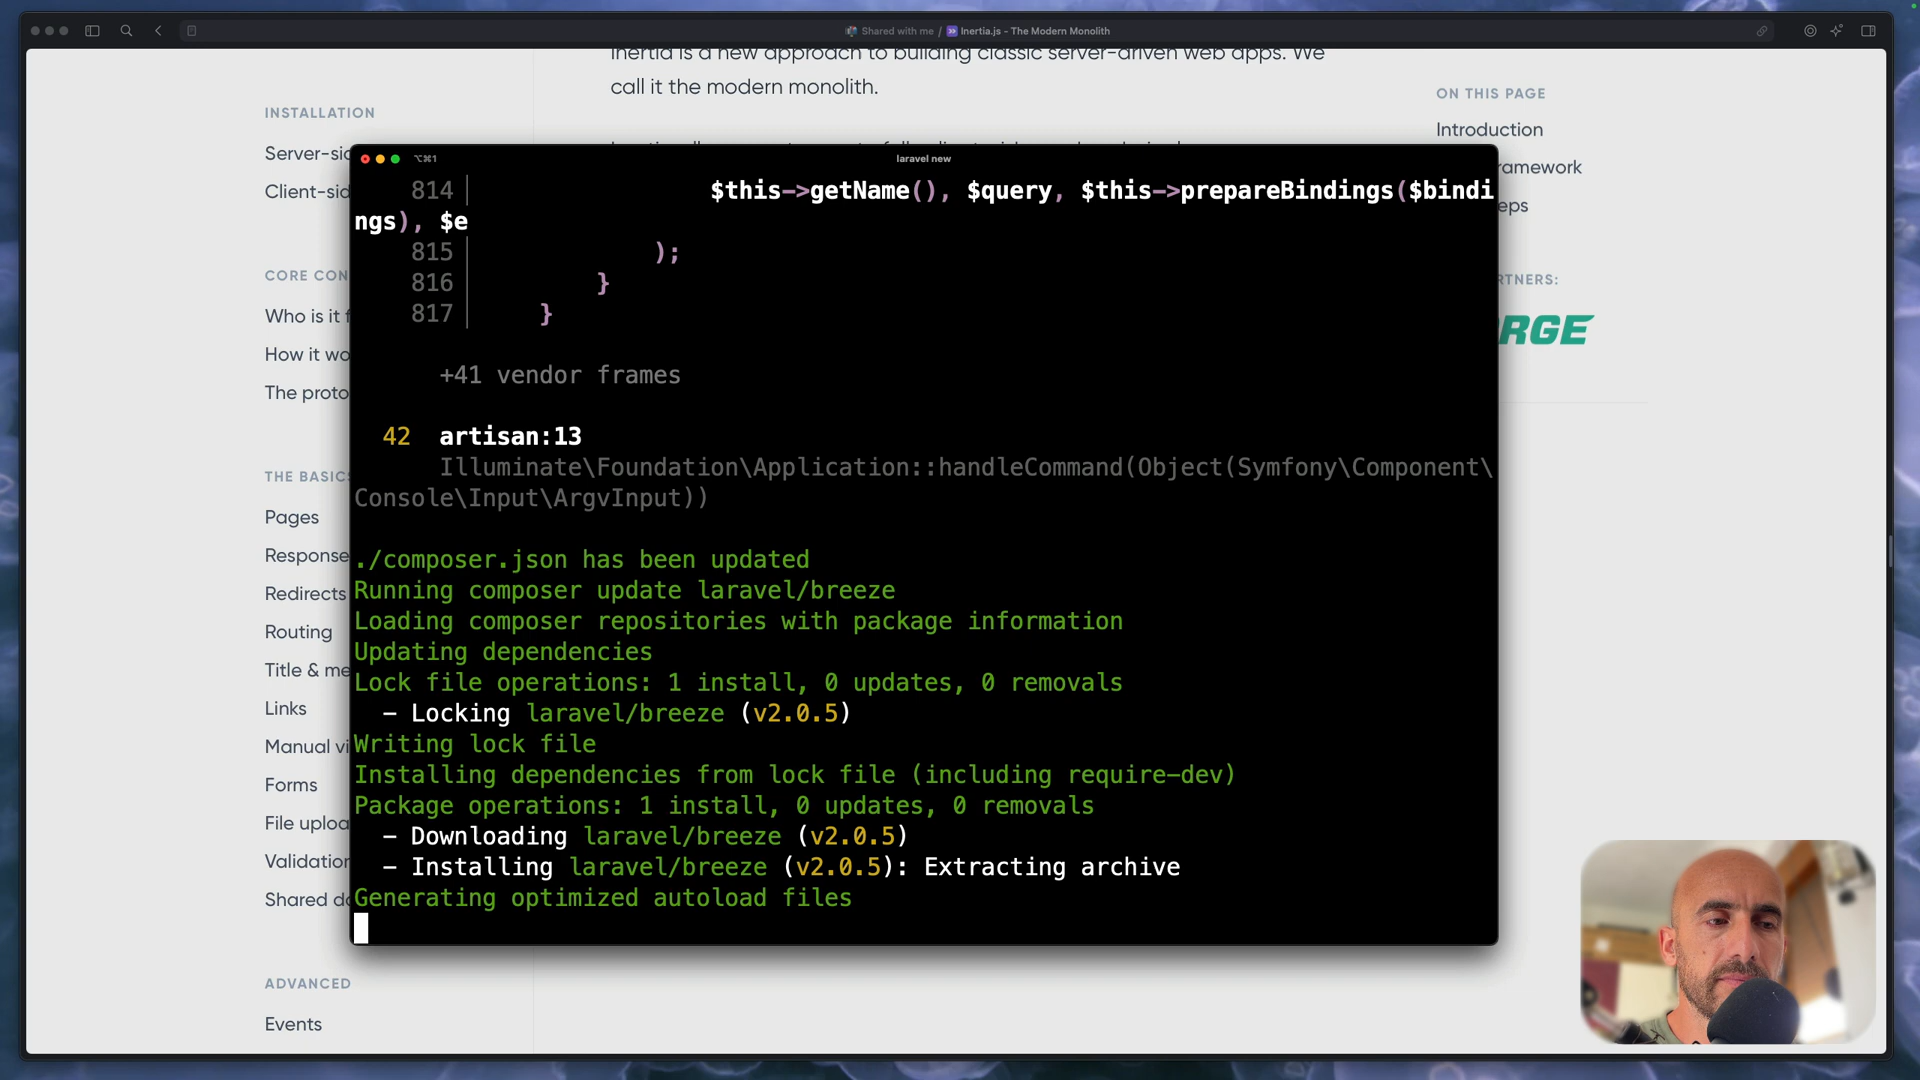 Shared with me / Inertia.js - The Modern Monolith
Inertia is a new approach to building classic server-driven web apps. We
call it the modern monolith.
INSTALLATION
Server-sid
Client-sid
CORE CON
Who is it f
How it wo
The proto
THE BASICS
Pages
Response
Redirects
Routing
Title & me
Links
Manual vi
Forms
File uploa
Validation
Shared da
ADVANCED
Events
ON THIS PAGE
Introduction
ramework
eps
RTNERS:
RGE
⌥⌘1
laravel new
814 $this->getName(), $query, $this->prepareBindings($bindi
ngs), $e
815 );
816 }
817 }
+41 vendor frames
42 artisan:13
Illuminate\Foundation\Application::handleCommand(Object(Symfony\Component\
Console\Input\ArgvInput))
./composer.json has been updated
Running composer update laravel/breeze
Loading composer repositories with package information
Updating dependencies
Lock file operations: 1 install, 0 updates, 0 removals
- Locking laravel/breeze (v2.0.5)
Writing lock file
Installing dependencies from lock file (including require-dev)
Package operations: 1 install, 0 updates, 0 removals
- Downloading laravel/breeze (v2.0.5)
- Installing laravel/breeze (v2.0.5): Extracting archive
Generating optimized autoload files